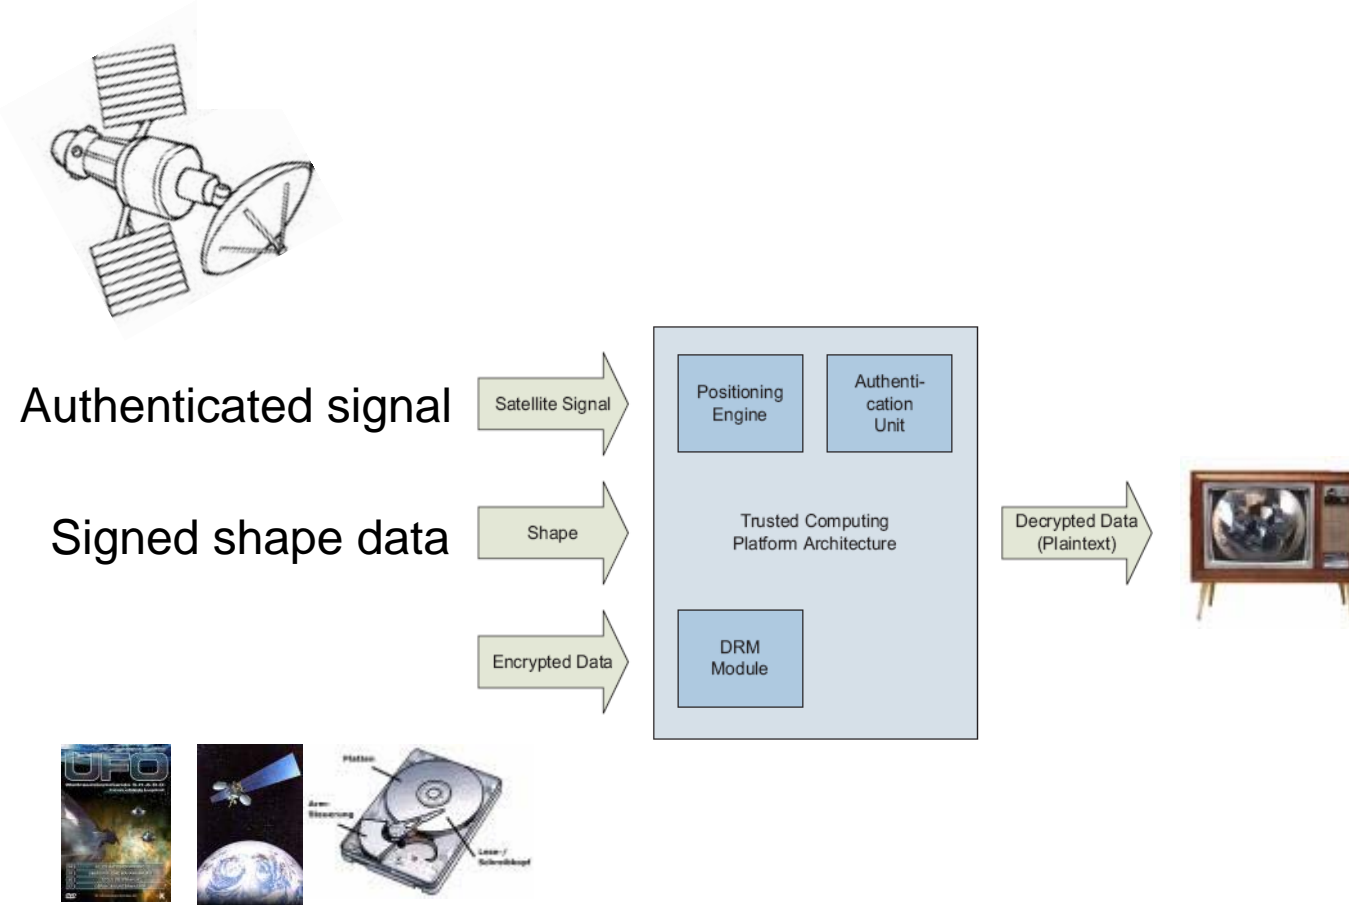 Authenticated signal
Satellite Signal
Positioning
Engine
Authenti-
cation
Unit
Signed shape data
Shape
Trusted Computing
Platform Architecture
Decrypted Data
(Plaintext)
Encrypted Data
DRM
Module
UFO
Platten
Arm-
Steuerung
Lese-/
Schreibkopf